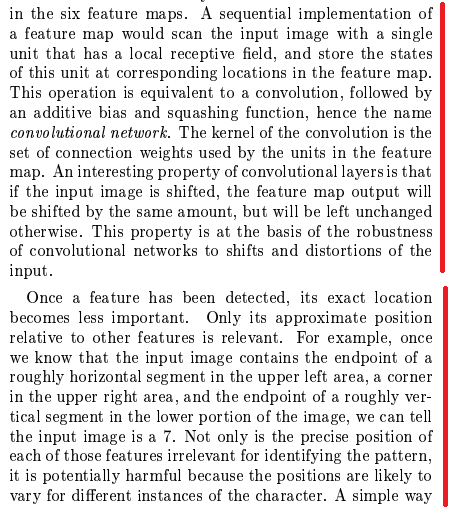 in the six feature maps. A sequential implementation of
a feature map would scan the input image with a single
unit that has a local receptive field, and store the states
of this unit at corresponding locations in the feature map.
This operation is equivalent to a convolution, followed by
an additive bias and squashing function, hence the name
convolutional network. The kernel of the convolution is the
set of connection weights used by the units in the feature
map. An interesting property of convolutional layers is that
if the input image is shifted, the feature map output will
be shifted by the same amount, but will be left unchanged
otherwise. This property is at the basis of the robustness
of convolutional networks to shifts and distortions of the
input.
Once a feature has been detected, its exact location
becomes less important. Only its approximate position
relative to other features is relevant. For example, once
we know that the input image contains the endpoint of a
roughly horizontal segment in the upper left area, a corner
in the upper right area, and the endpoint of a roughly ver-
tical segment in the lower portion of the image, we can tell
the input image is a 7. Not only is the precise position of
each of those features irrelevant for identifying the pattern,
it is potentially harmful because the positions are likely to
vary for different instances of the character. A simple way